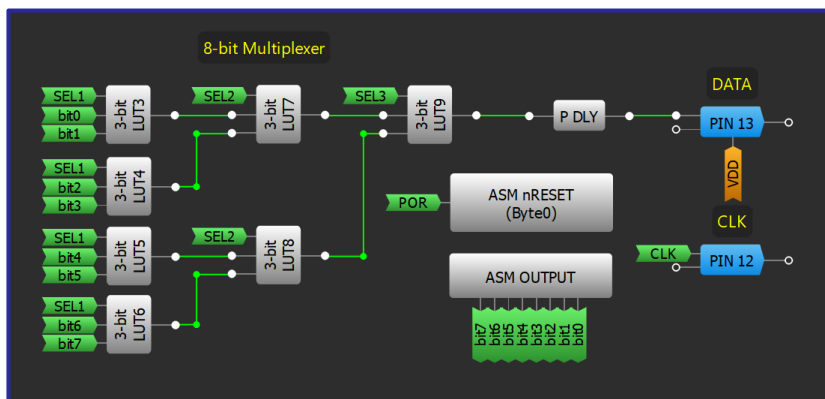 8-bit Multiplexer
SEL1
bit0
bit1
3-bit
LUT3
SEL2
3-bit
LUT7
SEL3
3-bit
LUT9
P DLY
DATA
PIN 13
VDD
SEL1
bit2
bit3
3-bit
LUT4
POR
ASM nRESET
(Byte0)
CLK
CLK
PIN 12
SEL1
bit4
bit5
3-bit
LUT5
SEL2
3-bit
LUT8
ASM OUTPUT
bit7
bit6
bit5
bit4
bit3
bit2
bit1
bit0
SEL1
bit6
bit7
3-bit
LUT6